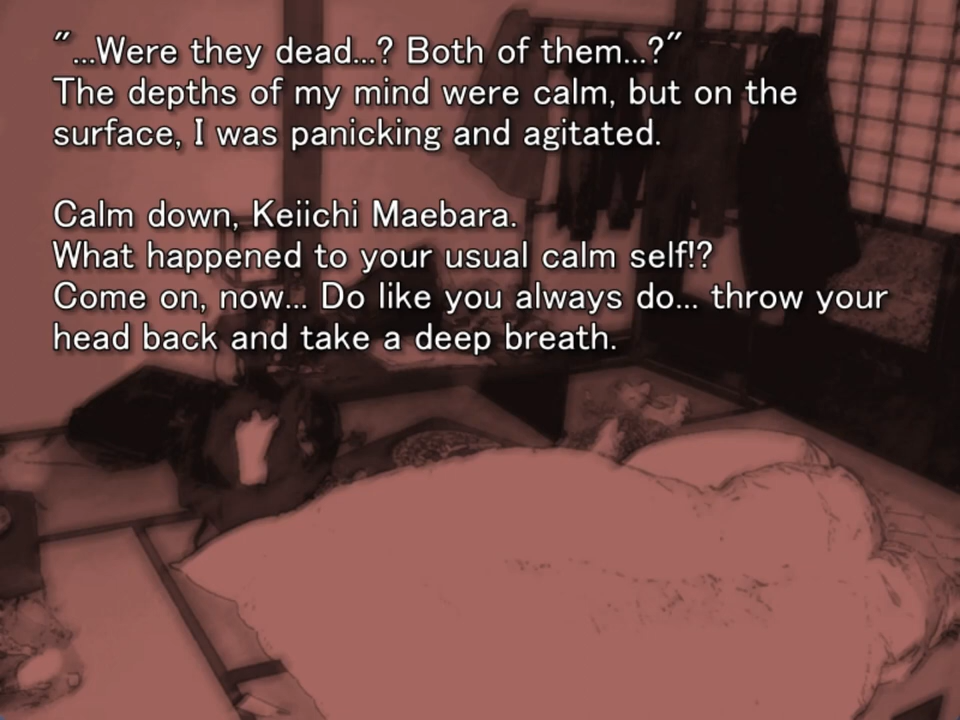 "...Were they dead...? Both of them...?"
The depths of my mind were calm, but on the
surface, I was panicking and agitated.
Calm down, Keiichi Maebara.
What happened to your usual calm self!?
Come on, now... Do like you always do... throw your
head back and take a deep breath.